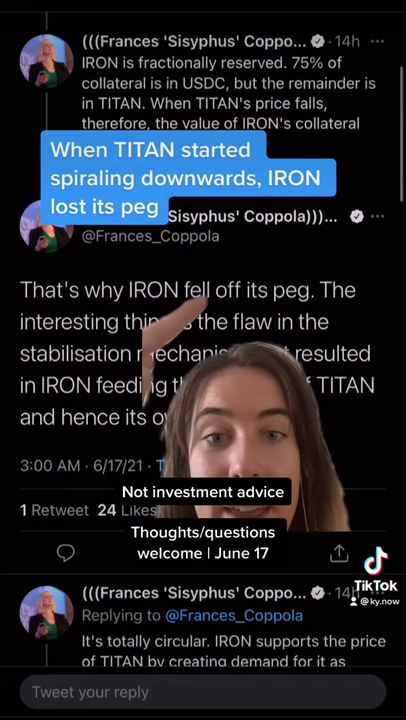 (((Frances 'Sisyphus' Coppo... 14h
IRON is fractionally reserved. 75% of
collateral is in USDC, but the remainder is
in TITAN. When TITAN's price falls,
therefore, the value of IRON's collateral
When TITAN started
spiraling downwards, IRON
lost its peg
Sisyphus' Coppola)))...
@Frances_Coppola
That's why IRON fell off its peg. The
interesting the flaw in the
stabilisation resulted
in IRON feeding of TITAN
and hence its
3:00 AM · 6/17/21 ·
Not investment advice
1 Retweet 24 Likes
Thoughts/questions
welcome | June 17
TikTok
@ky.now
(((Frances 'Sisyphus' Coppo... 14h
Replying to @Frances_Coppola
It's totally circular. IRON supports the price
of TITAN by creating demand for it as
Tweet your reply